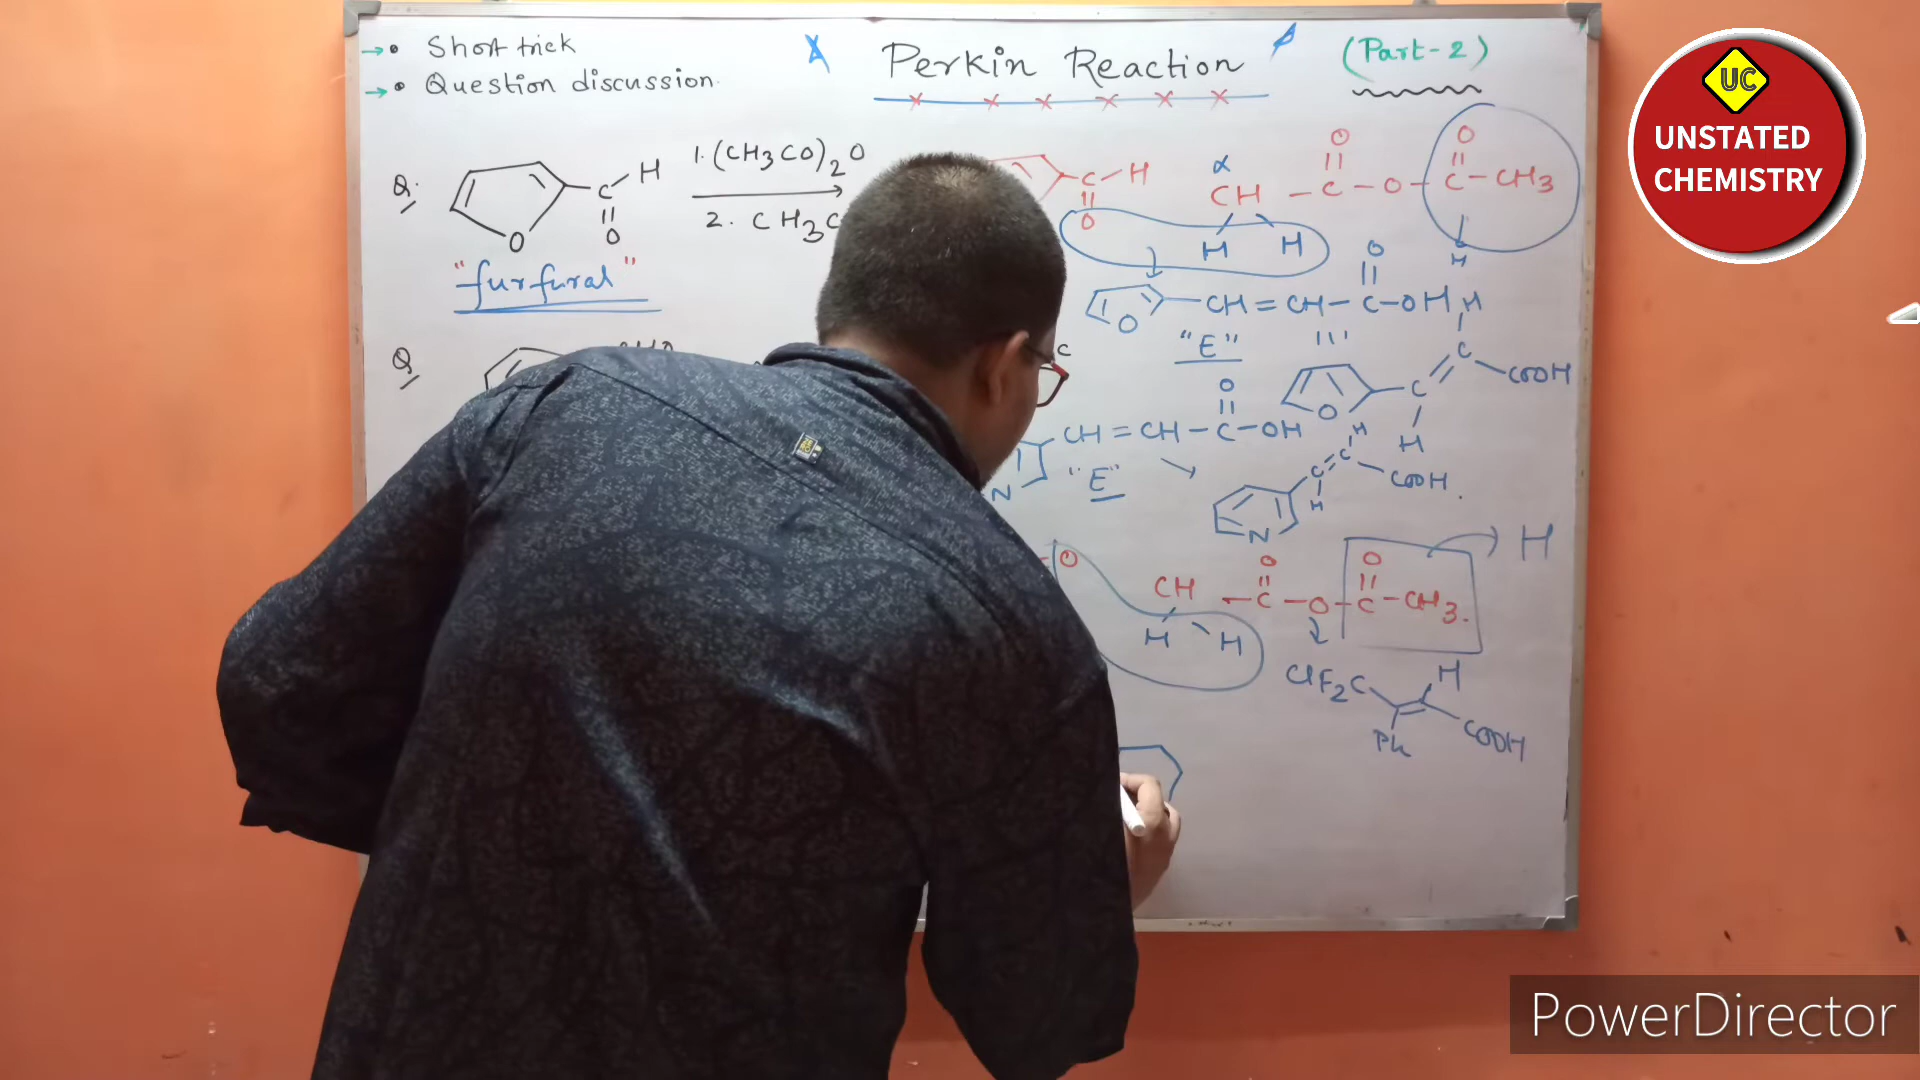 • Short trick
• Question discussion.
Perkin Reaction
(Part-2)
UC
UNSTATED
CHEMISTRY
Q. C H O 1. (CH3CO)2O
2. CH3C
O
"furfural"
C-H O
α
CH - C - O - C - CH3
O O
H H
H
O -CH=CH-C-OH
O
"E"
H
C
COOH
O C
H
Q
CH=CH-C-OH
O
N "E"
H
C
C COOH.
H
N
O CH - C - O - C - CH3.
O O
H H
H
ClF2C H
Ph COOH
PowerDirector